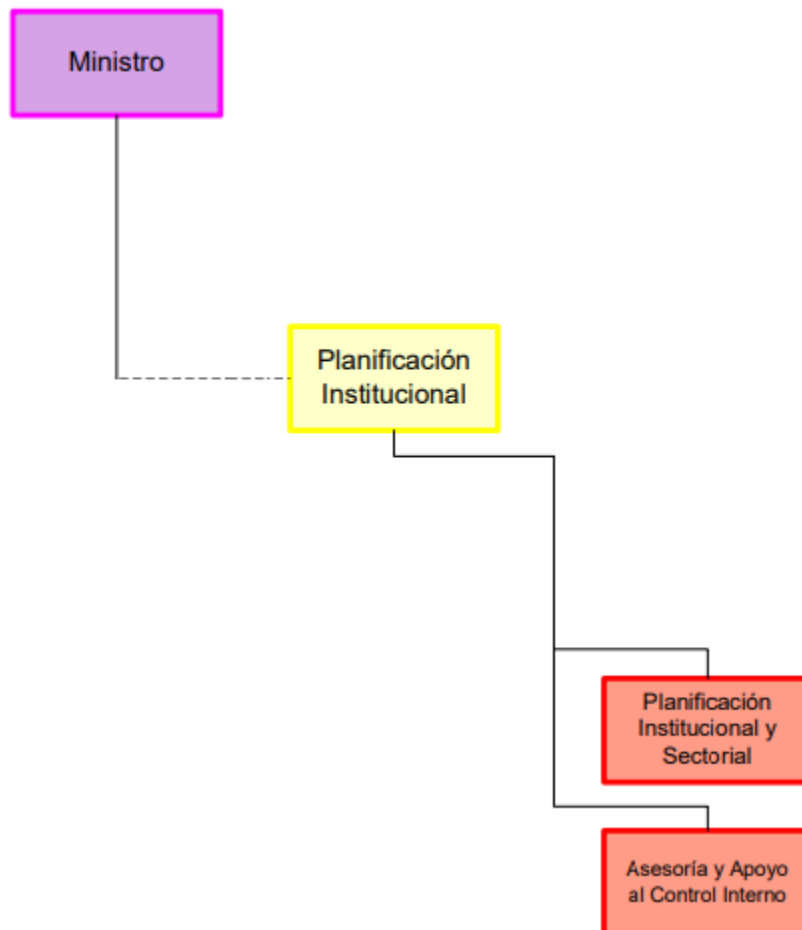 Ministro
Planificación
Institucional
Planificación
Institucional y
Sectorial
Asesoría y Apoyo
al Control Interno